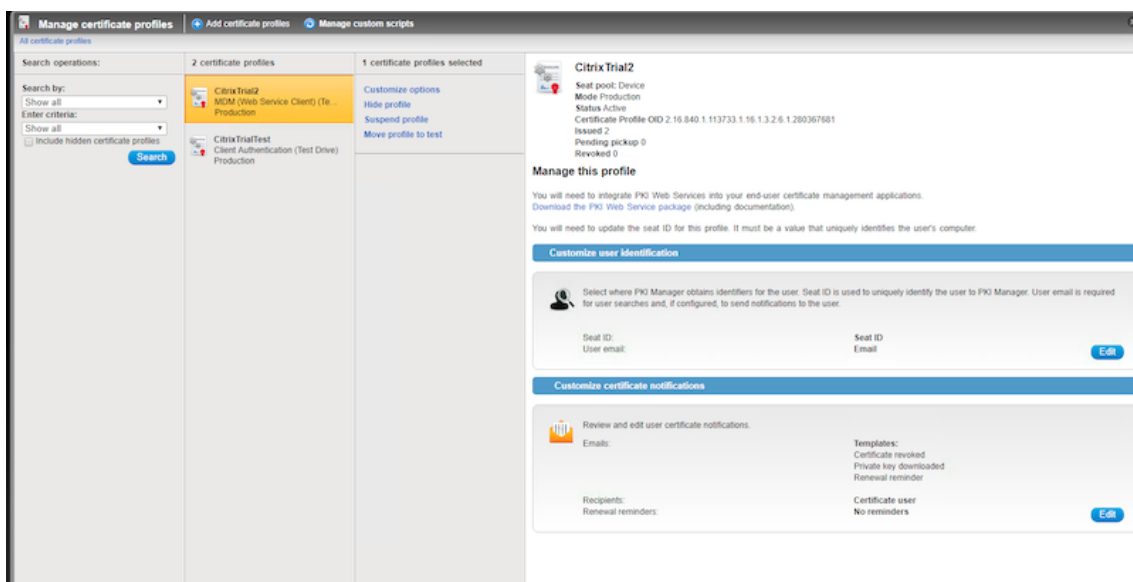 Manage certificate profiles
Add certificate profiles
Manage custom scripts
All certificate profiles
Search operations:
Search by:
Show all
Enter criteria:
Show all
Include hidden certificate profiles
Search
2 certificate profiles
CitrixTrial2
MDM (Web Service Client) (Te...
Production
CitrixTrialTest
Client Authentication (Test Drive)
Production
1 certificate profiles selected
Customize options
Hide profile
Suspend profile
Move profile to test
CitrixTrial2
Seat pool: Device
Mode Production
Status Active
Certificate Profile OID 2.16.840.1.113733.1.16.1.3.2.6.1.280367681
Issued 2
Pending pickup 0
Revoked 0
Manage this profile
You will need to integrate PKI Web Services into your end-user certificate management applications.
Download the PKI Web Service package (including documentation).
You will need to update the seat ID for this profile. It must be a value that uniquely identifies the user's computer.
Customize user identification
Select where PKI Manager obtains identifiers for the user. Seat ID is used to uniquely identify the user to PKI Manager. User email is required
for user searches and, if configured, to send notifications to the user.
Seat ID: Seat ID
User email: Email
Edit
Customize certificate notifications
Review and edit user certificate notifications.
Emails: Templates:
Certificate revoked
Private key downloaded
Renewal reminder
Recipients: Certificate user
Renewal reminders: No reminders
Edit